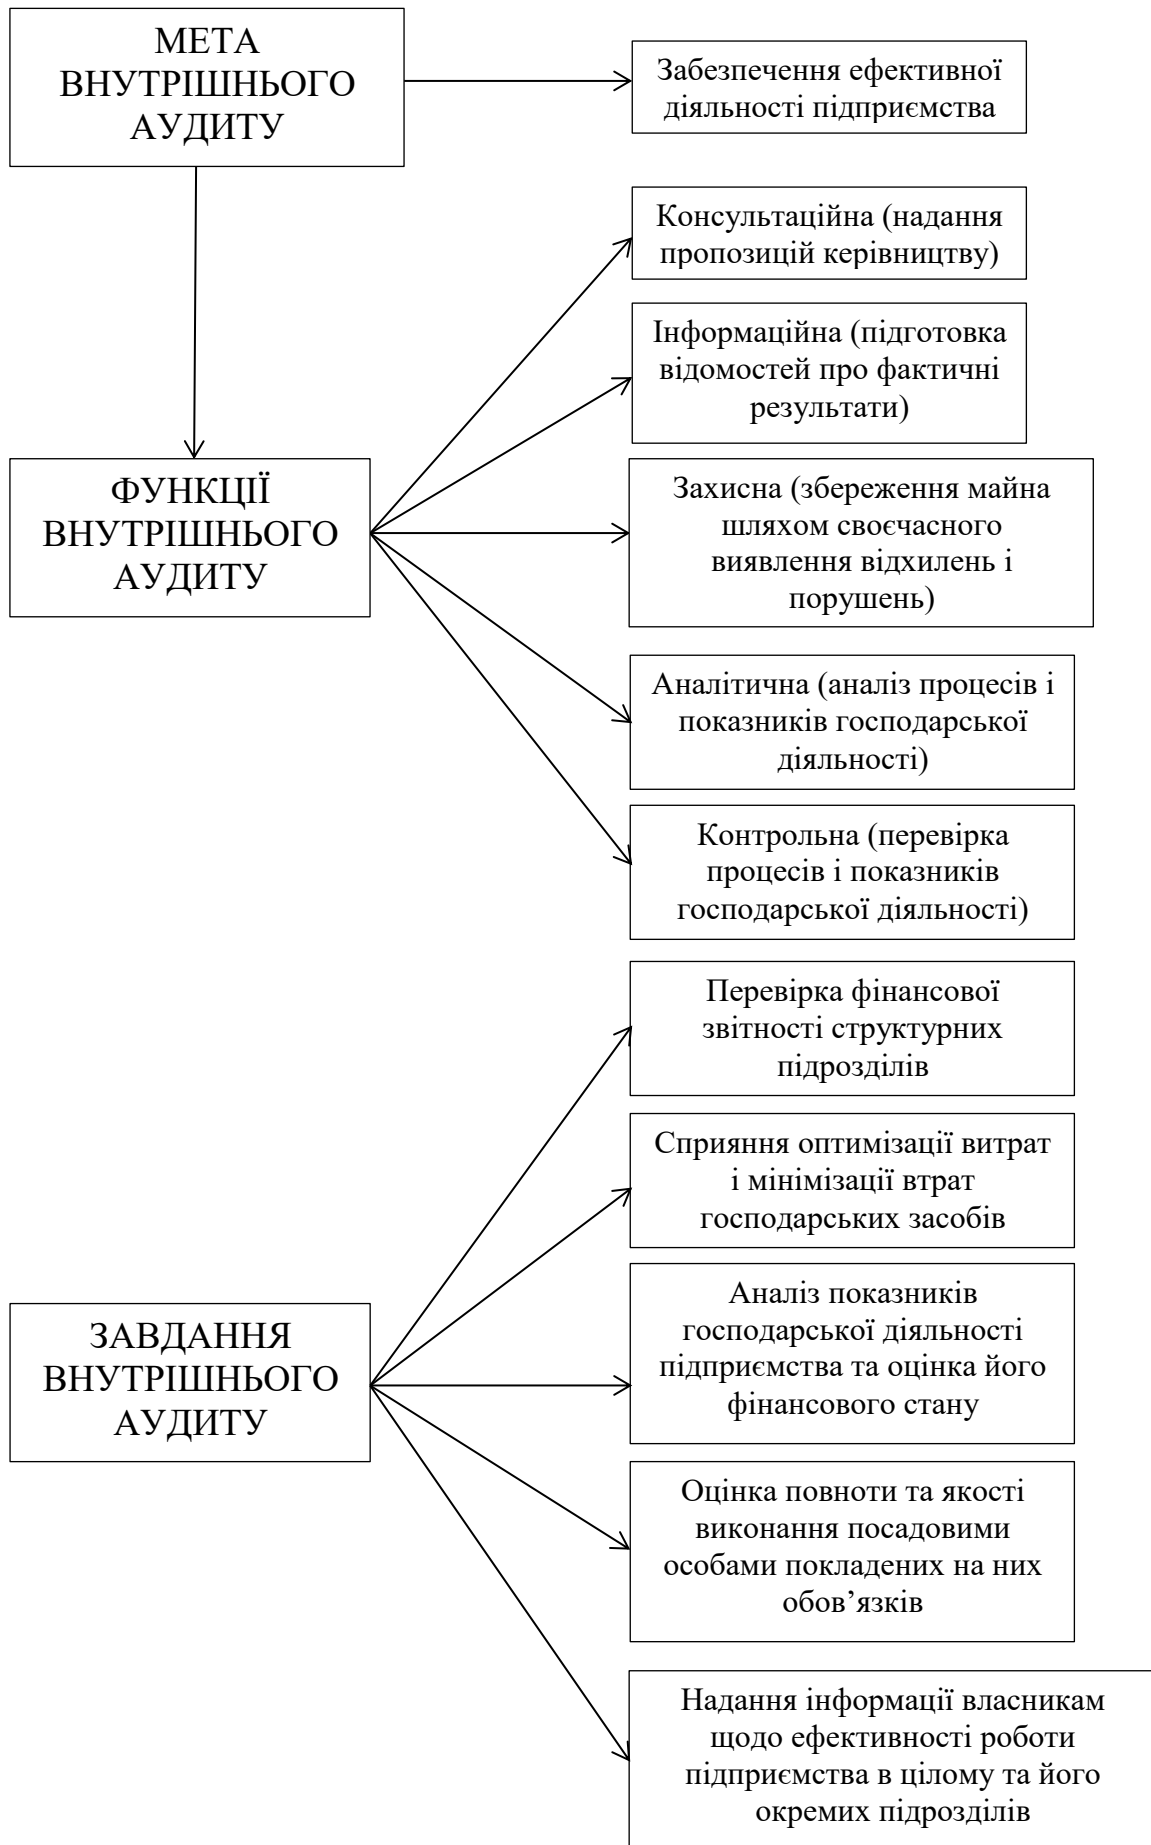 МЕТА
ВНУТРІШНЬОГО
АУДИТУ
Забезпечення ефективної
діяльності підприємства
Консультаційна (надання
пропозицій керівництву)
Інформаційна (підготовка
відомостей про фактичні
результати)
ФУНКЦІЇ
ВНУТРІШНЬОГО
АУДИТУ
Захисна (збереження майна
шляхом своєчасного
виявлення відхилень і
порушень)
Аналітична (аналіз процесів і
показників господарської
діяльності)
Контрольна (перевірка
процесів і показників
господарської діяльності)
Перевірка фінансової
звітності структурних
підрозділів
Сприяння оптимізації витрат
і мінімізації втрат
господарських засобів
ЗАВДАННЯ
ВНУТРІШНЬОГО
АУДИТУ
Аналіз показників
господарської діяльності
підприємства та оцінка його
фінансового стану
Оцінка повноти та якості
виконання посадовими
особами покладених на них
обов’язків
Надання інформації власникам
щодо ефективності роботи
підприємства в цілому та його
окремих підрозділів